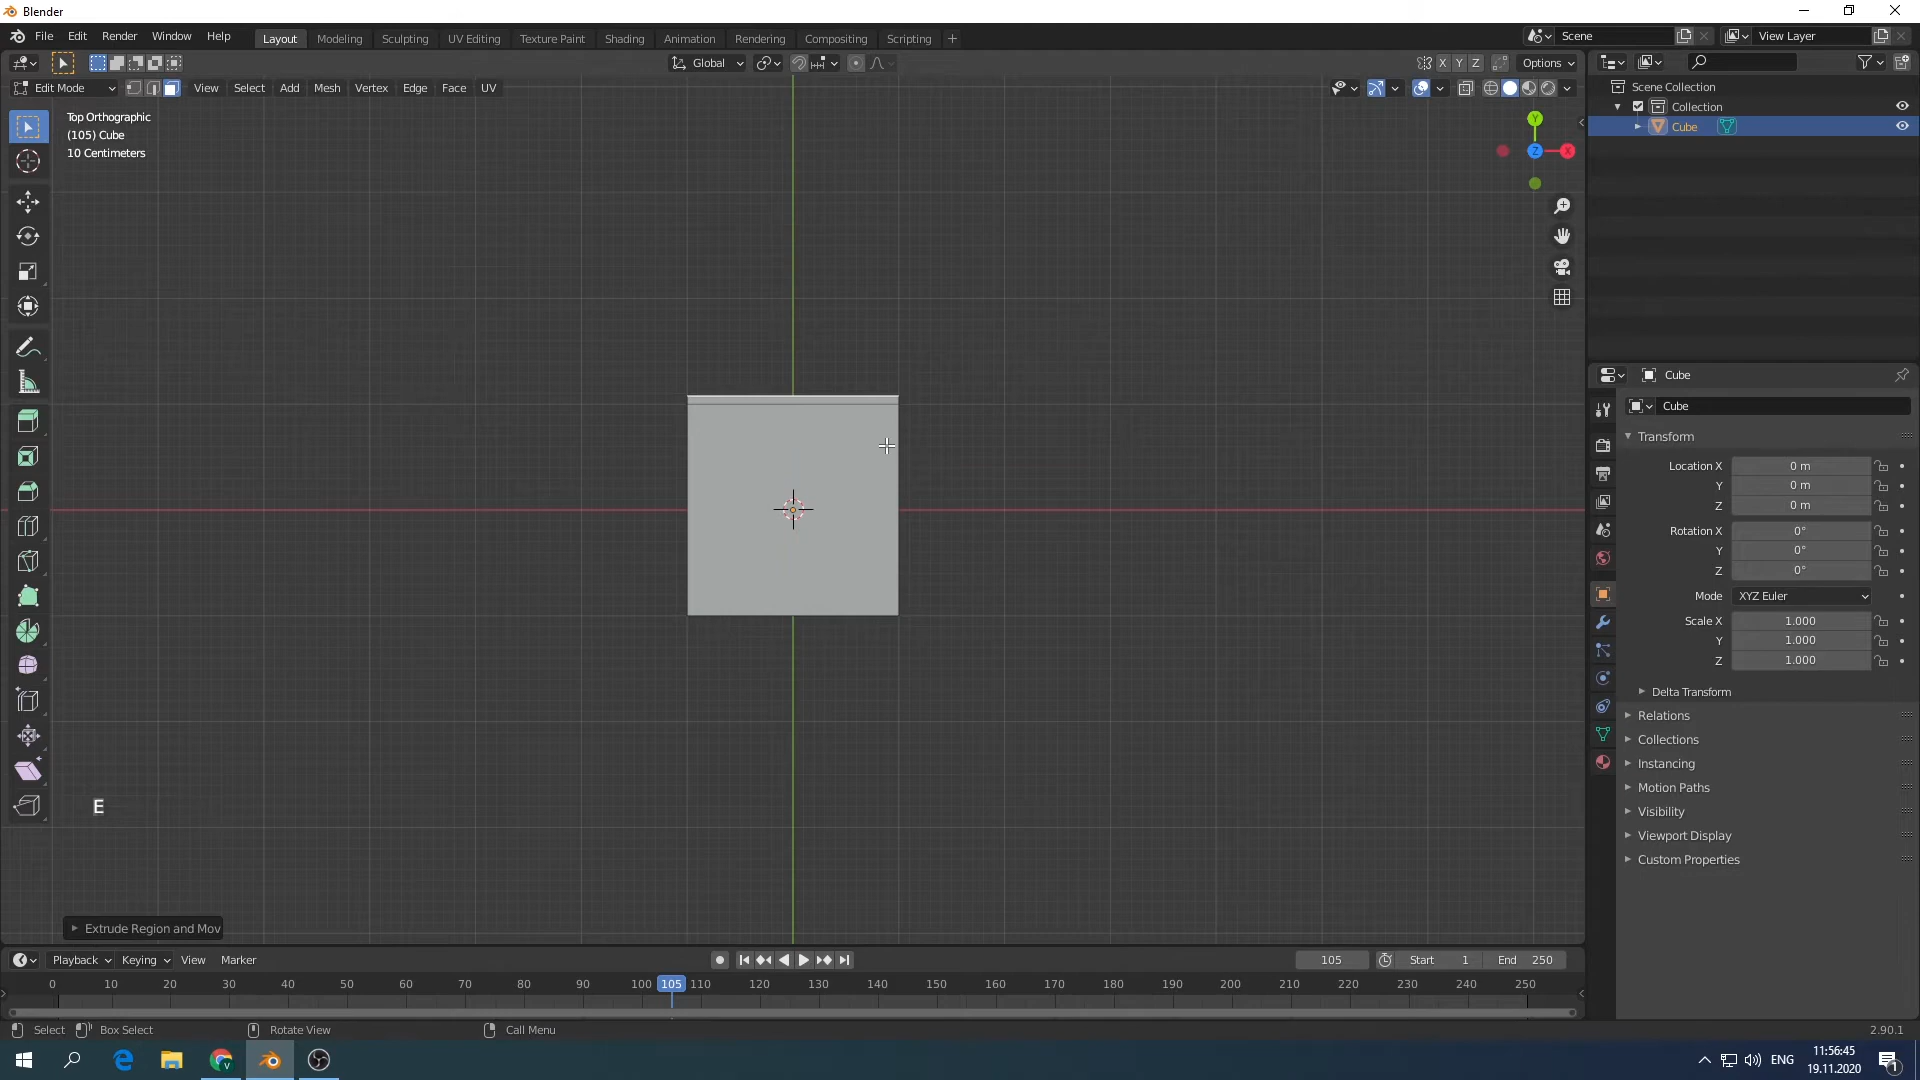 Blender
File Edit Render Window Help
Layout Modeling Sculpting UV Editing Texture Paint Shading Animation Rendering Compositing Scripting +
Scene
View Layer
Global
X Y Z Options
Edit Mode View Select Add Mesh Vertex Edge Face UV
Top Orthographic
(105) Cube
10 Centimeters
Y
Z
X
E
Extrude Region and Mov
Scene Collection
Collection
Cube
Cube
Cube
Transform
Location X 0 m
Y 0 m
Z 0 m
Rotation X 0°
Y 0°
Z 0°
Mode XYZ Euler
Scale X 1.000
Y 1.000
Z 1.000
Delta Transform
Relations
Collections
Instancing
Motion Paths
Visibility
Viewport Display
Custom Properties
Playback Keying View Marker
105 Start 1 End 250
0 10 20 30 40 50 60 70 80 90 100 105 110 120 130 140 150 160 170 180 190 200 210 220 230 240 250
Select Box Select Rotate View Call Menu
2.90.1
ENG
11:56:45
19.11.2020
1